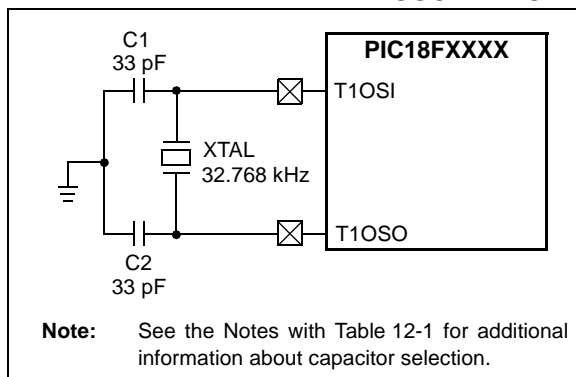 C1
33 pF
PIC18FXXXX
T1OSI
XTAL
32.768 kHz
T1OSO
C2
33 pF
Note: See the Notes with Table 12-1 for additional
information about capacitor selection.